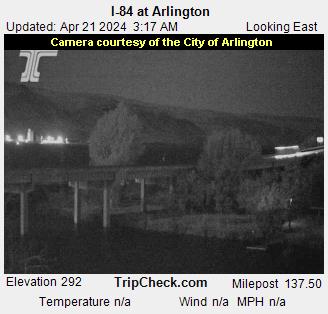 I-84 at Arlington
Updated: Apr 21 2024 3:17 AM Looking East
Camera courtesy of the City of Arlington
Elevation 292 TripCheck.com Milepost 137.50
Temperature n/a Wind n/a MPH n/a